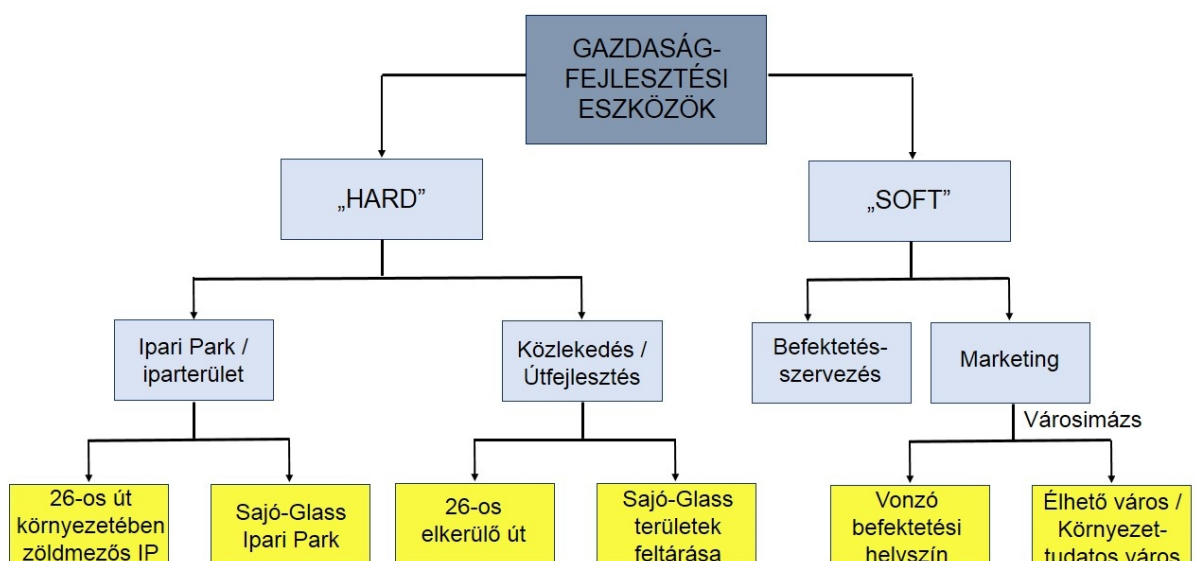 GAZDASÁG-
FEJLESZTÉSI
ESZKÖZÖK
„HARD”
„SOFT”
Ipari Park /
iparterület
Közlekedés /
Útfejlesztés
Befektetés-
szervezés
Marketing
Városimázs
26-os út
környezetében
zöldmezős IP
Sajó-Glass
Ipari Park
26-os
elkerülő út
Sajó-Glass
területek
feltárása
Vonzó
befektetési
helyszín
Élhető város /
Környezet-
tudatos város